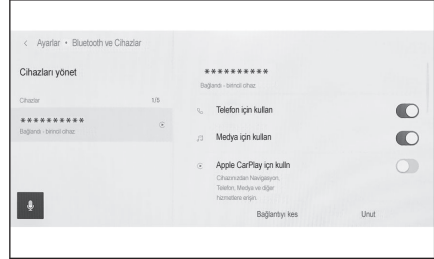 < Ayarlar • Bluetooth ve Cihazlar
Cihazları yönet
Cihazlar 1/5
**********
Bağlandı - birincil cihaz
**********
Bağlandı - birincil cihaz
Telefon için kullan
Medya için kullan
Apple CarPlay içn kulln
Cihazınızdan Navigasyon,
Telefon, Medya ve diğer
hizmetlere erişin.
Bağlantıyı kes Unut